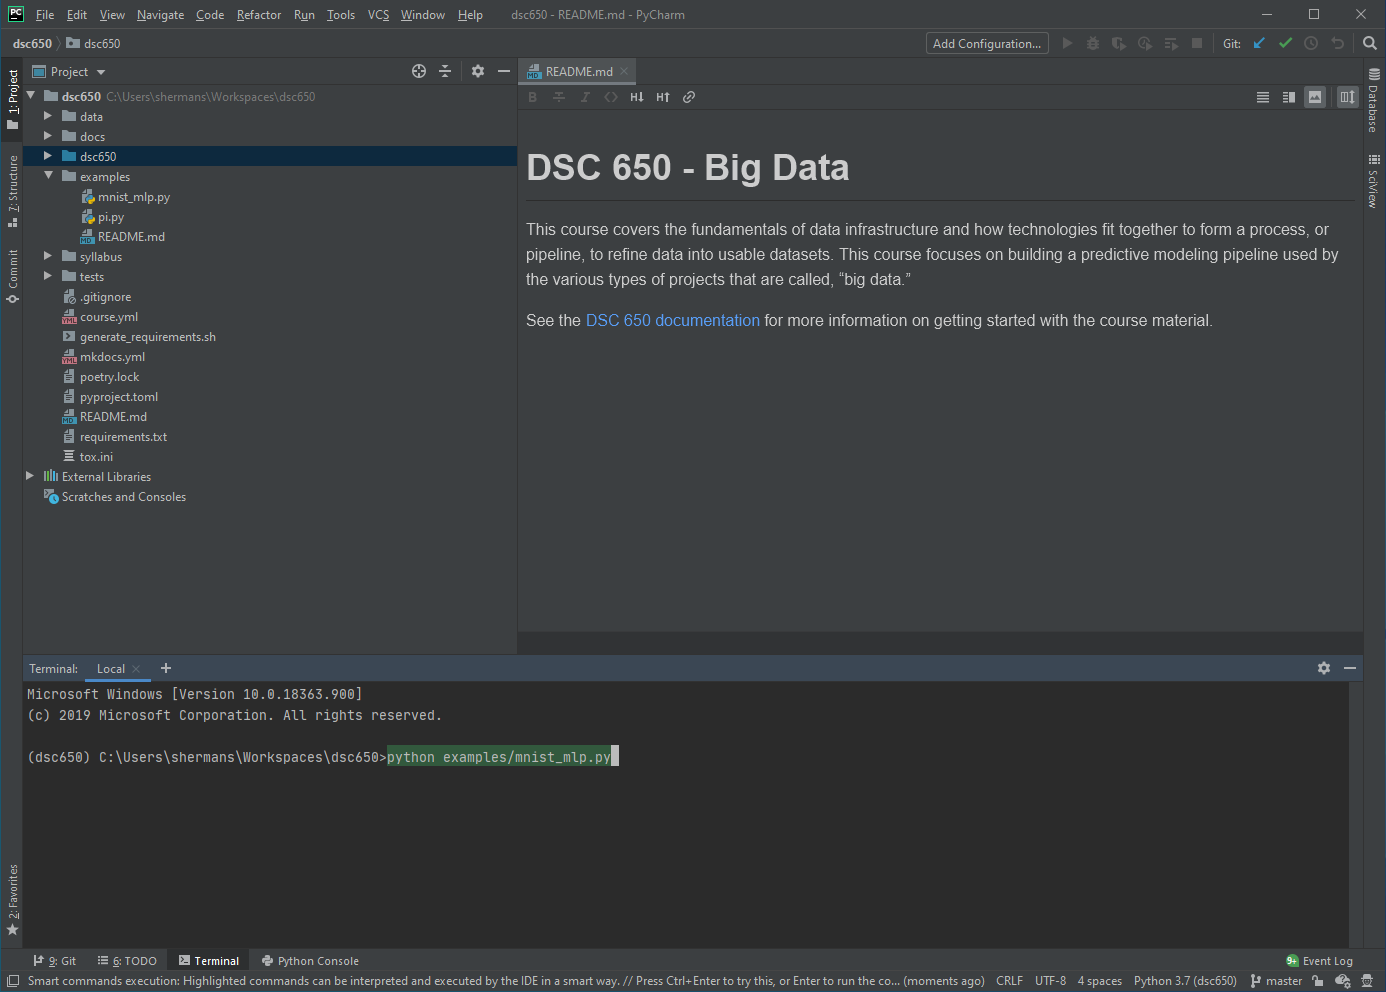 PC File Edit View Navigate Code Refactor Run Tools VCS Window Help dsc650 - README.md - PyCharm
dsc650 dsc650 Add Configuration... Git:
1: Project
7: Structure
Commit
2: Favorites
Project
dsc650 C:\Users\shermans\Workspaces\dsc650
data
docs
dsc650
examples
mnist_mlp.py
pi.py
README.md
syllabus
tests
.gitignore
course.yml
generate_requirements.sh
mkdocs.yml
poetry.lock
pyproject.toml
README.md
requirements.txt
tox.ini
External Libraries
Scratches and Consoles
README.md
B I <> H↓ H↑
DSC 650 - Big Data
This course covers the fundamentals of data infrastructure and how technologies fit together to form a process, or
pipeline, to refine data into usable datasets. This course focuses on building a predictive modeling pipeline used by
the various types of projects that are called, “big data.”
See the DSC 650 documentation for more information on getting started with the course material.
Database
SciView
Terminal: Local +
Microsoft Windows [Version 10.0.18363.900]
(c) 2019 Microsoft Corporation. All rights reserved.
(dsc650) C:\Users\shermans\Workspaces\dsc650>python examples/mnist_mlp.py
9: Git 6: TODO Terminal Python Console 9+ Event Log
Smart commands execution: Highlighted commands can be interpreted and executed by the IDE in a smart way. // Press Ctrl+Enter to try this, or Enter to run the co... (moments ago) CRLF UTF-8 4 spaces Python 3.7 (dsc650) master